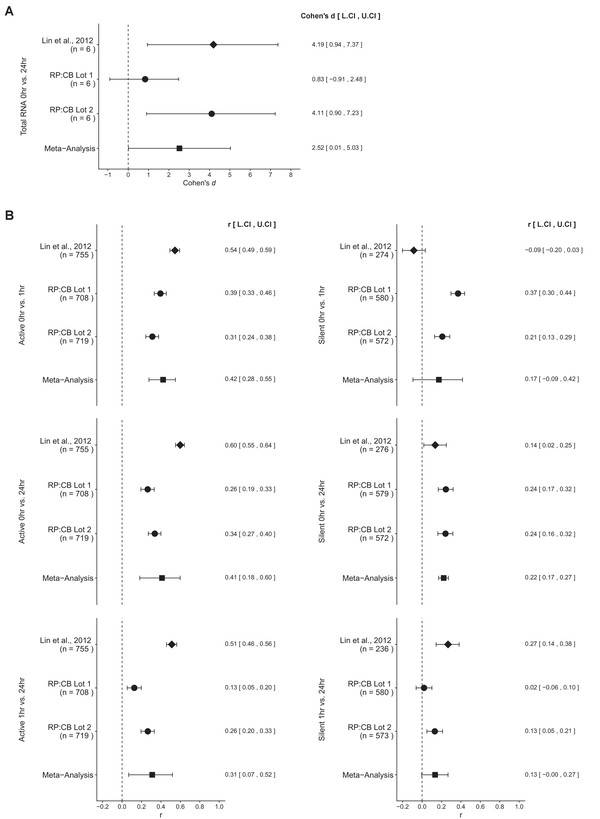 A
Cohen's d [ L.CI , U.CI ]
Total RNA 0hr vs. 24hr
Lin et al., 2012
(n = 6)
4.19 [ 0.94 , 7.37 ]
RP:CB Lot 1
(n = 6)
0.83 [ −0.91 , 2.48 ]
RP:CB Lot 2
(n = 6)
4.11 [ 0.90 , 7.23 ]
Meta−Analysis
2.52 [ 0.01 , 5.03 ]
−1 0 1 2 3 4 5 6 7 8
Cohen's d
B
r [ L.CI , U.CI ]
Active 0hr vs. 1hr
Lin et al., 2012
(n = 755 )
0.54 [ 0.49 , 0.59 ]
RP:CB Lot 1
(n = 708 )
0.39 [ 0.33 , 0.46 ]
RP:CB Lot 2
(n = 719 )
0.31 [ 0.24 , 0.38 ]
Meta−Analysis
0.42 [ 0.28 , 0.55 ]
Active 0hr vs. 24hr
Lin et al., 2012
(n = 755 )
0.60 [ 0.55 , 0.64 ]
RP:CB Lot 1
(n = 708 )
0.26 [ 0.19 , 0.33 ]
RP:CB Lot 2
(n = 719 )
0.34 [ 0.27 , 0.40 ]
Meta−Analysis
0.41 [ 0.18 , 0.60 ]
Active 1hr vs. 24hr
Lin et al., 2012
(n = 755 )
0.51 [ 0.46 , 0.56 ]
RP:CB Lot 1
(n = 708 )
0.13 [ 0.05 , 0.20 ]
RP:CB Lot 2
(n = 719 )
0.26 [ 0.20 , 0.33 ]
Meta−Analysis
0.31 [ 0.07 , 0.52 ]
−0.2 0.0 0.2 0.4 0.6 0.8 1.0
r
r [ L.CI , U.CI ]
Silent 0hr vs. 1hr
Lin et al., 2012
(n = 274 )
−0.09 [ −0.20 , 0.03 ]
RP:CB Lot 1
(n = 580 )
0.37 [ 0.30 , 0.44 ]
RP:CB Lot 2
(n = 572 )
0.21 [ 0.13 , 0.29 ]
Meta−Analysis
0.17 [ −0.09 , 0.42 ]
Silent 0hr vs. 24hr
Lin et al., 2012
(n = 276 )
0.14 [ 0.02 , 0.25 ]
RP:CB Lot 1
(n = 579 )
0.24 [ 0.17 , 0.32 ]
RP:CB Lot 2
(n = 572 )
0.24 [ 0.16 , 0.32 ]
Meta−Analysis
0.22 [ 0.17 , 0.27 ]
Silent 1hr vs. 24hr
Lin et al., 2012
(n = 236 )
0.27 [ 0.14 , 0.38 ]
RP:CB Lot 1
(n = 580 )
0.02 [ −0.06 , 0.10 ]
RP:CB Lot 2
(n = 573 )
0.13 [ 0.05 , 0.21 ]
Meta−Analysis
0.13 [ −0.00 , 0.27 ]
−0.2 0.0 0.2 0.4 0.6 0.8 1.0
r